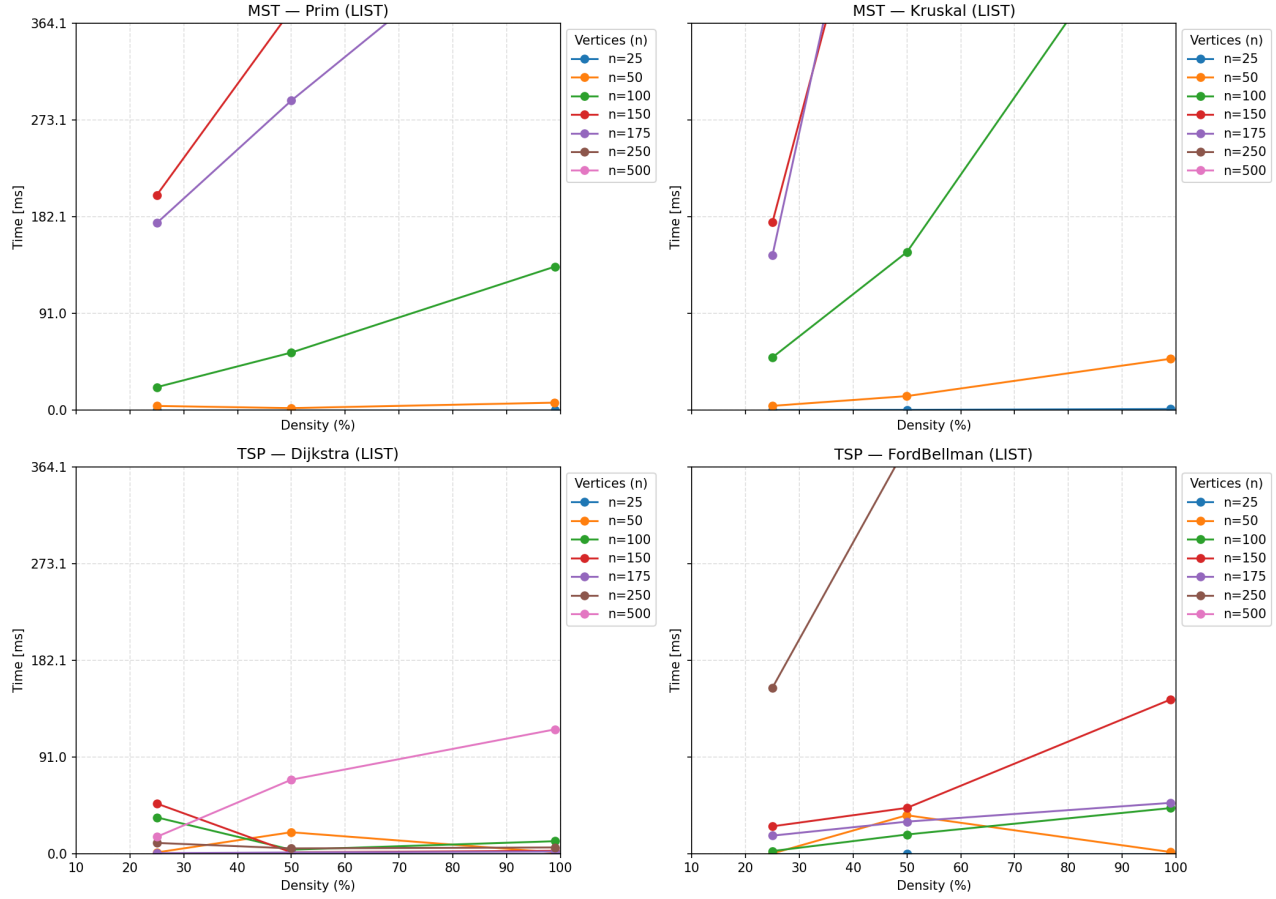 MST — Prim (LIST)
364.1
273.1
182.1
91.0
0.0
Time [ms]
Density (%)
Vertices (n)
n=25
n=50
n=100
n=150
n=175
n=250
n=500
MST — Kruskal (LIST)
Time [ms]
Density (%)
Vertices (n)
n=25
n=50
n=100
n=150
n=175
n=250
n=500
TSP — Dijkstra (LIST)
364.1
273.1
182.1
91.0
0.0
Time [ms]
10 20 30 40 50 60 70 80 90 100
Density (%)
Vertices (n)
n=25
n=50
n=100
n=150
n=175
n=250
n=500
TSP — FordBellman (LIST)
Time [ms]
10 20 30 40 50 60 70 80 90 100
Density (%)
Vertices (n)
n=25
n=50
n=100
n=150
n=175
n=250
n=500